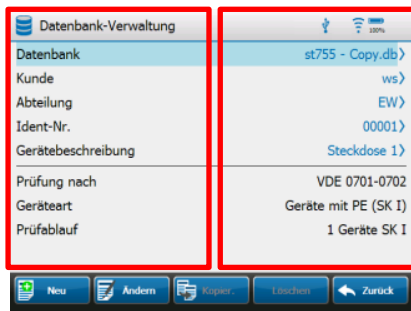 Datenbank-Verwaltung 100%
Datenbank st755 - Copy.db>
Kunde ws>
Abteilung EW>
Ident-Nr. 00001>
Gerätebeschreibung Steckdose 1>
Prüfung nach VDE 0701-0702
Geräteart Geräte mit PE (SK I)
Prüfablauf 1 Geräte SK I
Neu Ändern Kopier. Löschen Zurück